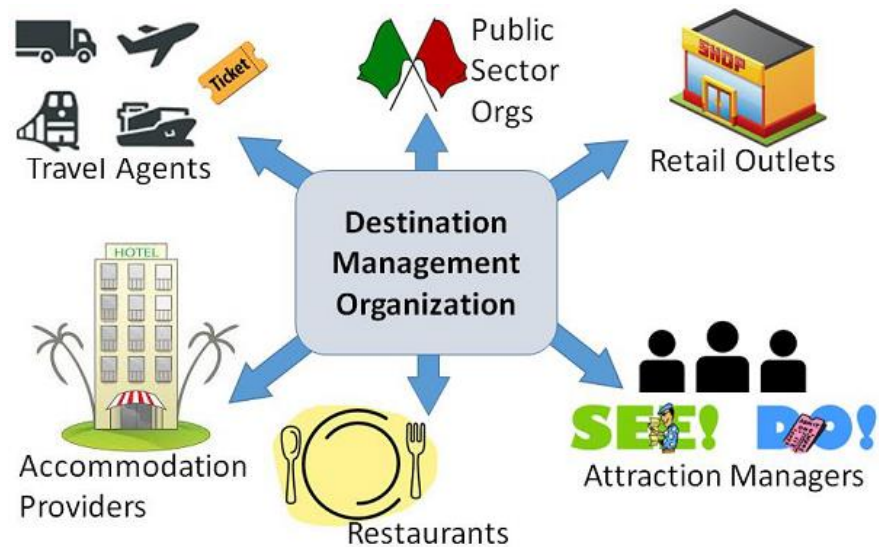 Ticket
Travel Agents
Public
Sector
Orgs
SHOP
Retail Outlets
Destination
Management
Organization
HOTEL
Accommodation
Providers
Restaurants
SEE! DO!
Attraction Managers